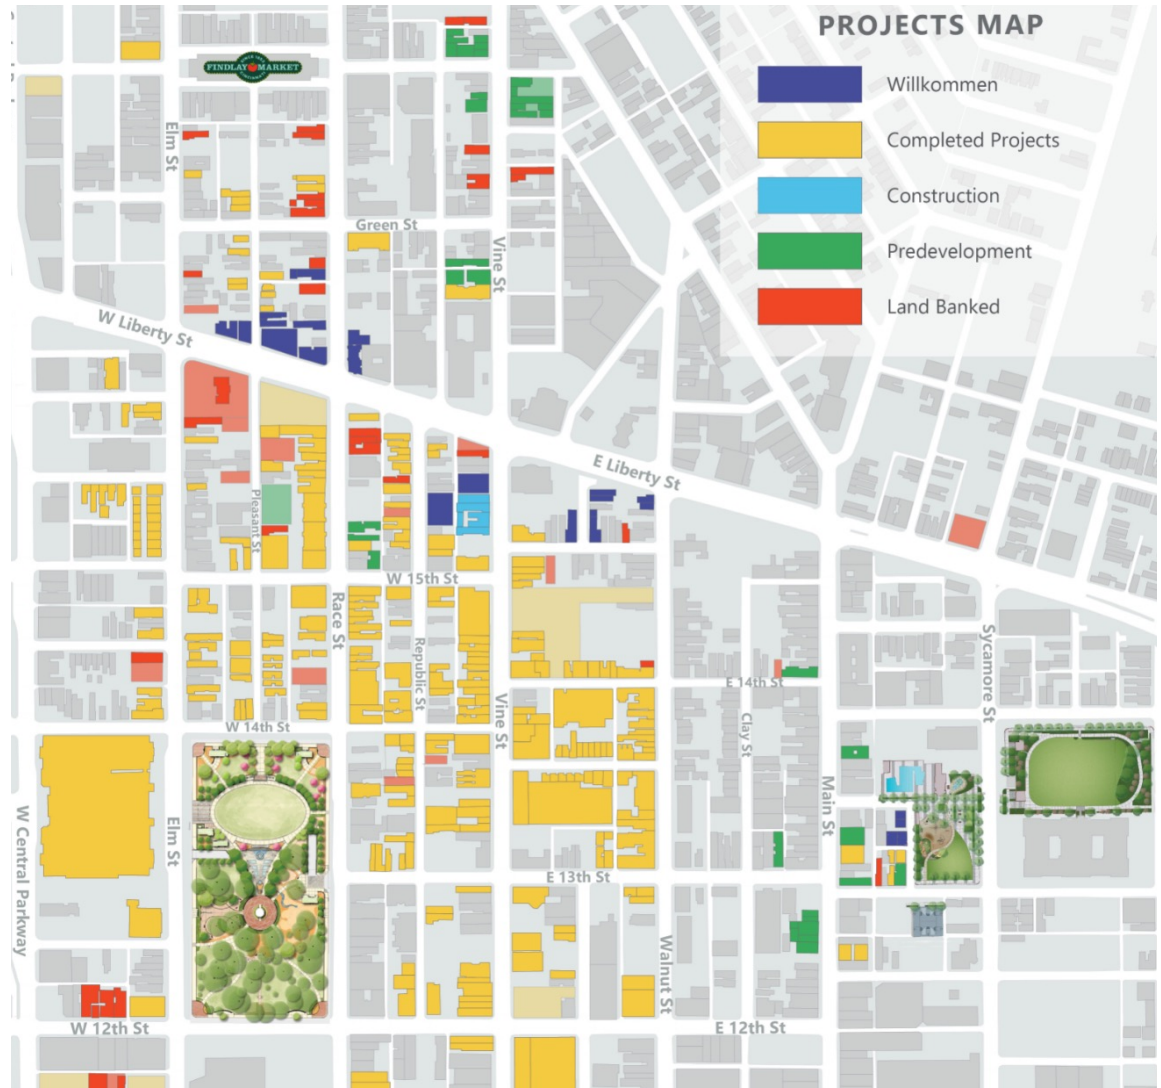 PROJECTS MAP
Willkommen
Completed Projects
Construction
Predevelopment
Land Banked
FINDLAY MARKET
Elm St
Green St
Vine St
W Liberty St
E Liberty St
Pleasant St
W 15th St
Race St
Republic St
Sycamore St
E 14th St
W 14th St
Vine St
Clay St
Main St
Elm St
W Central Parkway
E 13th St
Walnut St
W 12th St
E 12th St